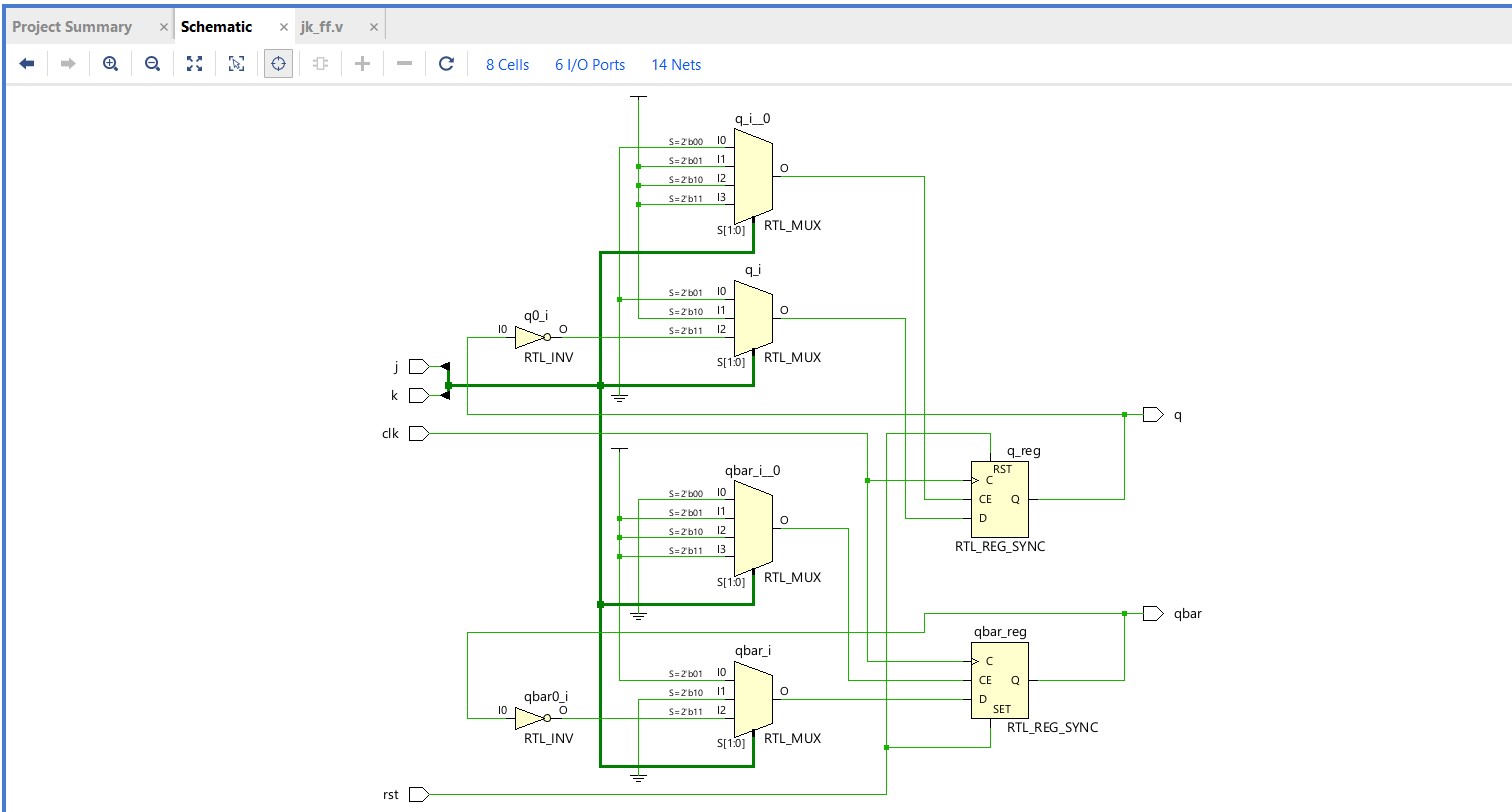 Project Summary × Schematic × jk_ff.v ×
8 Cells 6 I/O Ports 14 Nets
q_i__0
S=2'b00 I0
S=2'b01 I1
S=2'b10 I2
S=2'b11 I3
O
S[1:0] RTL_MUX
q_i
S=2'b01 I0
S=2'b10 I1
S=2'b11 I2
O
S[1:0] RTL_MUX
q0_i
I0 O
RTL_INV
j
k
clk
q
q_reg
RST
C
CE Q
D
RTL_REG_SYNC
qbar_i__0
S=2'b00 I0
S=2'b01 I1
S=2'b10 I2
S=2'b11 I3
O
S[1:0] RTL_MUX
qbar
qbar_reg
C
CE Q
D
SET
RTL_REG_SYNC
qbar_i
S=2'b01 I0
S=2'b10 I1
S=2'b11 I2
O
S[1:0] RTL_MUX
qbar0_i
I0 O
RTL_INV
rst